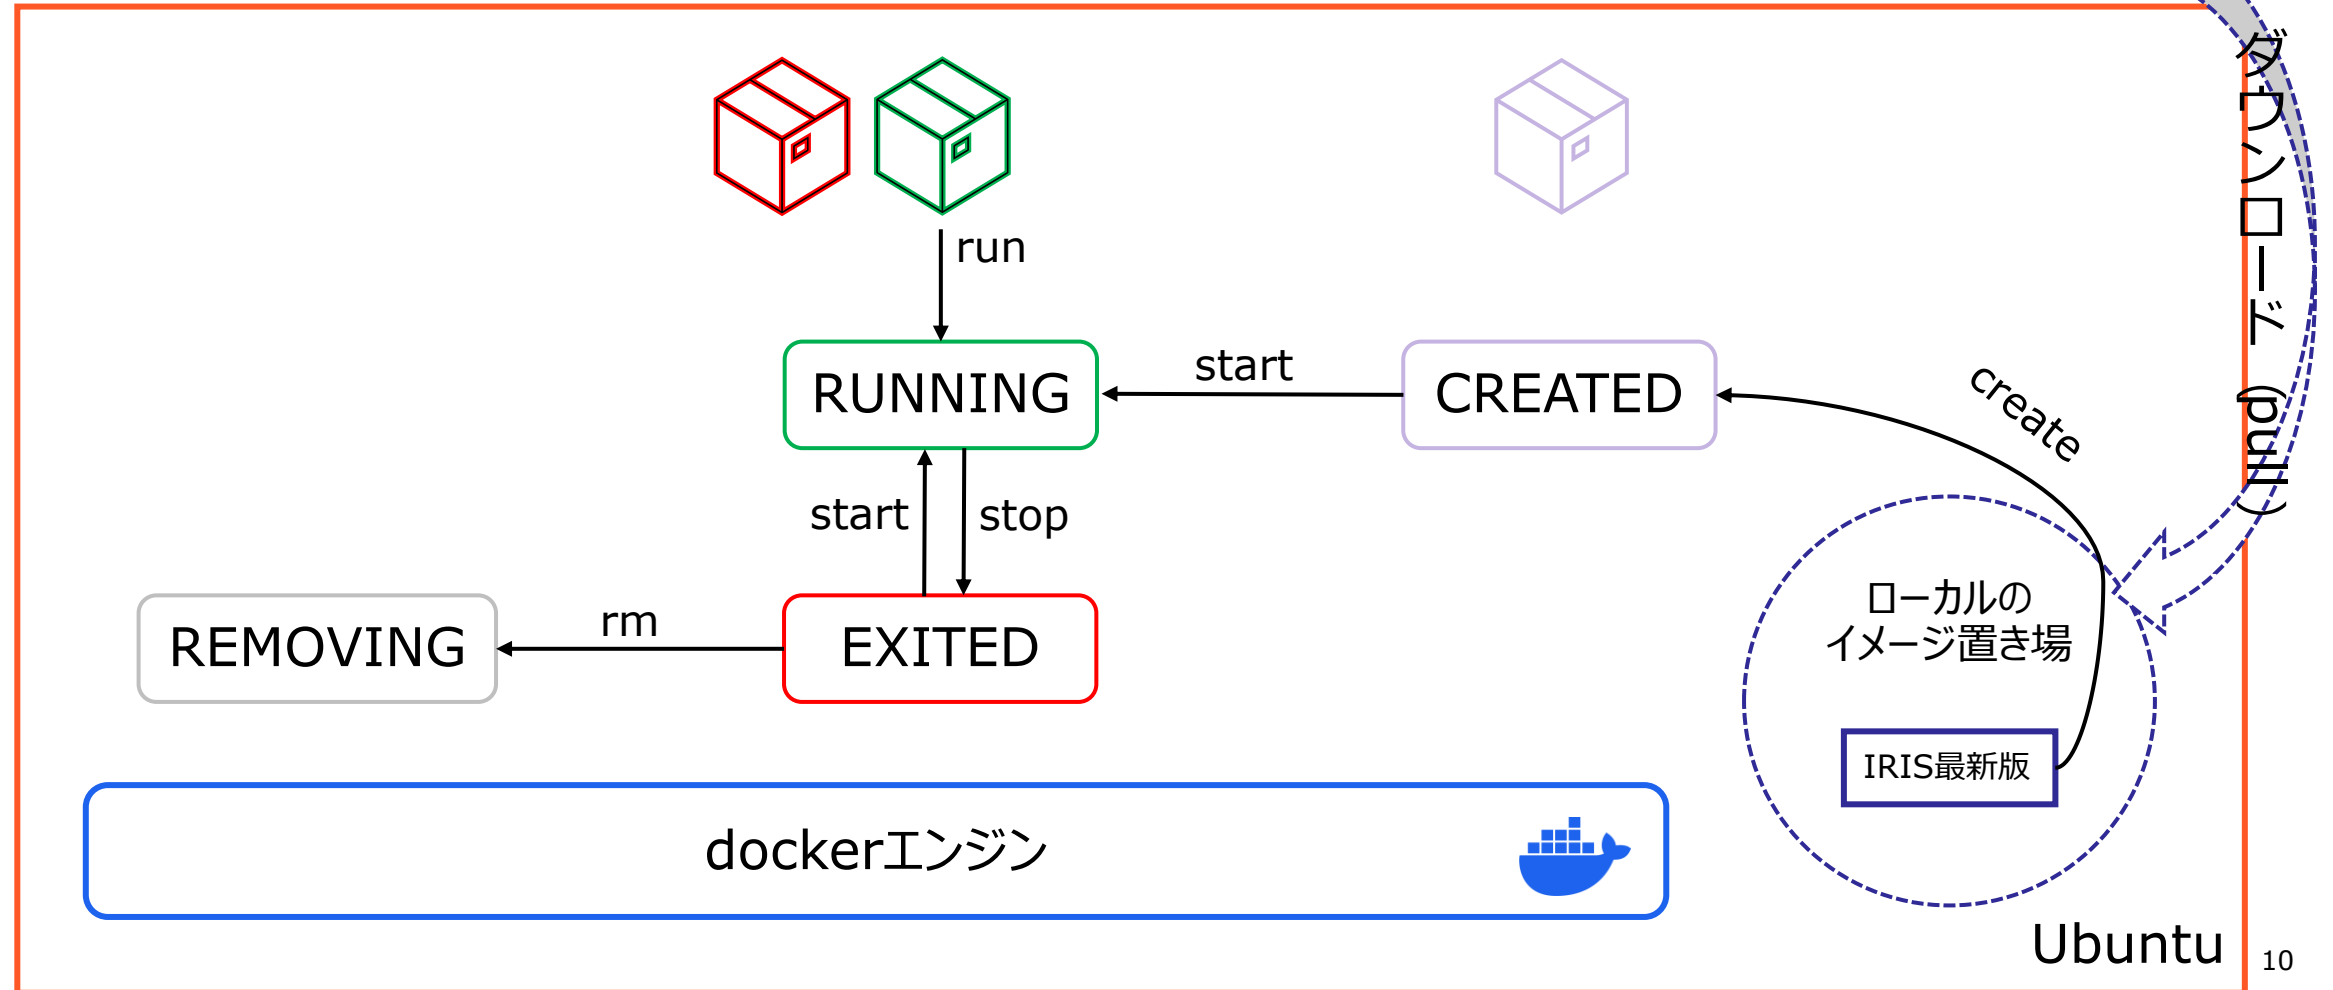 ダウンロード (pull)
run
RUNNING
start
CREATED
create
start
stop
REMOVING
rm
EXITED
ローカルの
イメージ置き場
IRIS最新版
dockerエンジン
Ubuntu
10